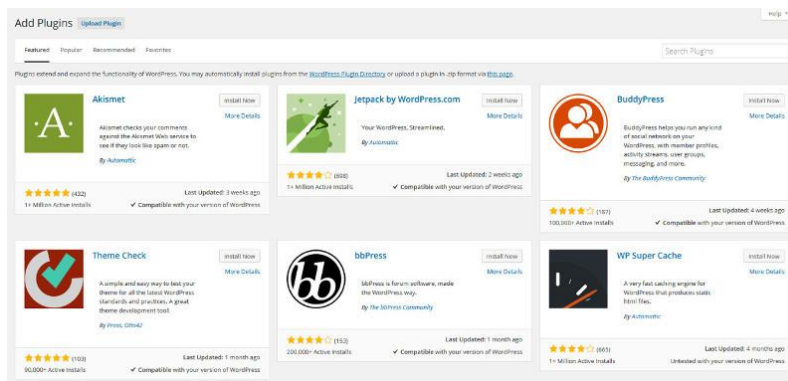 Help
Add Plugins Upload Plugin
Featured Popular Recommended Favorites
Search Plugins
Plugins extend and expand the functionality of WordPress. You may automatically install plugins from the WordPress Plugin Directory or upload a plugin in .zip format via this page.
·A·
Akismet
Install Now
More Details
Akismet checks your comments
against the Akismet Web service to
see if they look like spam or not.
By Automattic
(432)
Last Updated: 3 weeks ago
1+ Million Active Installs
✔ Compatible with your version of WordPress
Jetpack by WordPress.com
Install Now
More Details
Your WordPress, Streamlined.
By Automattic
Last Updated: 2 weeks ago
1+ Million Active Installs
✔ Compatible with your version of WordPress
BuddyPress
Install Now
More Details
BuddyPress helps you run any kind
of social network on your
WordPress, with member profiles,
activity streams, user groups,
messaging, and more.
By The BuddyPress Community
(187)
Last Updated: 4 weeks ago
100,000+ Active Installs
✔ Compatible with your version of WordPress
Theme Check
Install Now
More Details
A simple and easy way to test your
theme for all the latest WordPress
standards and practices. A great
theme development tool!
By Pross, Otto42
(103)
Last Updated: 1 month ago
90,000+ Active Installs
✔ Compatible with your version of WordPress
bb
bbPress
Install Now
More Details
bbPress is forum software, made
the WordPress way.
By The bbPress Community
(153)
Last Updated: 1 month ago
200,000+ Active Installs
✔ Compatible with your version of WordPress
WP Super Cache
Install Now
More Details
A very fast caching engine for
WordPress that produces static
html files.
By Automattic
(665)
Last Updated: 4 months ago
1+ Million Active Installs
Untested with your version of WordPress